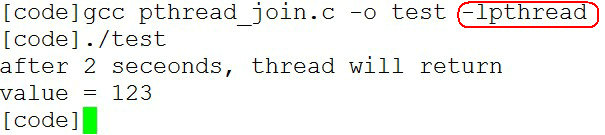 [code]gcc pthread_join.c -o test -lpthread
[code]./test
after 2 seceonds, thread will return
value = 123
[code]